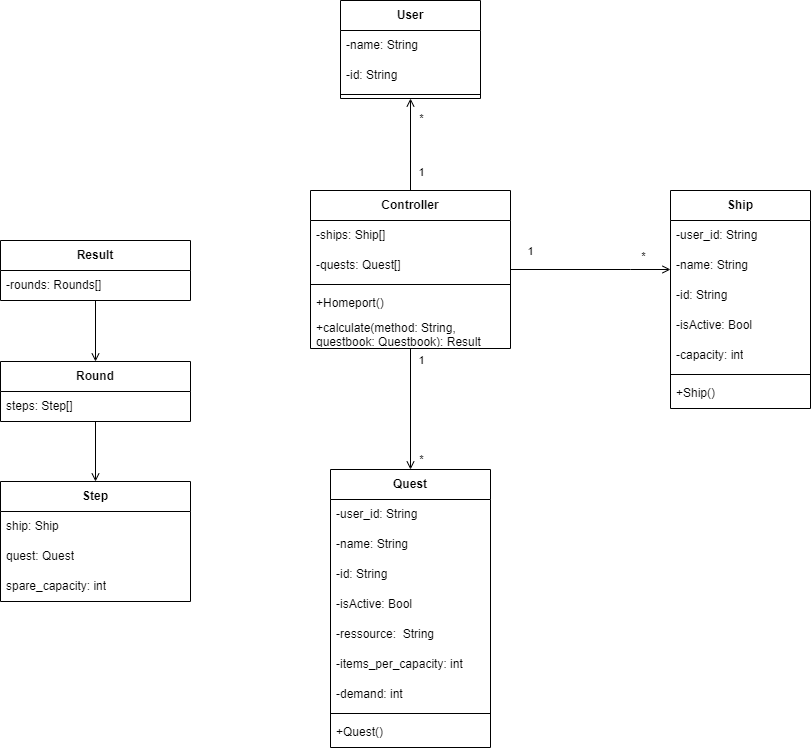 User
-name: String
-id: String
*
1
Controller
-ships: Ship[]
-quests: Quest[]
+Homeport()
+calculate(method: String,
questbook: Questbook): Result
1
*
Ship
-user_id: String
-name: String
-id: String
-isActive: Bool
-capacity: int
+Ship()
Result
-rounds: Rounds[]
Round
steps: Step[]
Step
ship: Ship
quest: Quest
spare_capacity: int
1
*
Quest
-user_id: String
-name: String
-id: String
-isActive: Bool
-ressource: String
-items_per_capacity: int
-demand: int
+Quest()